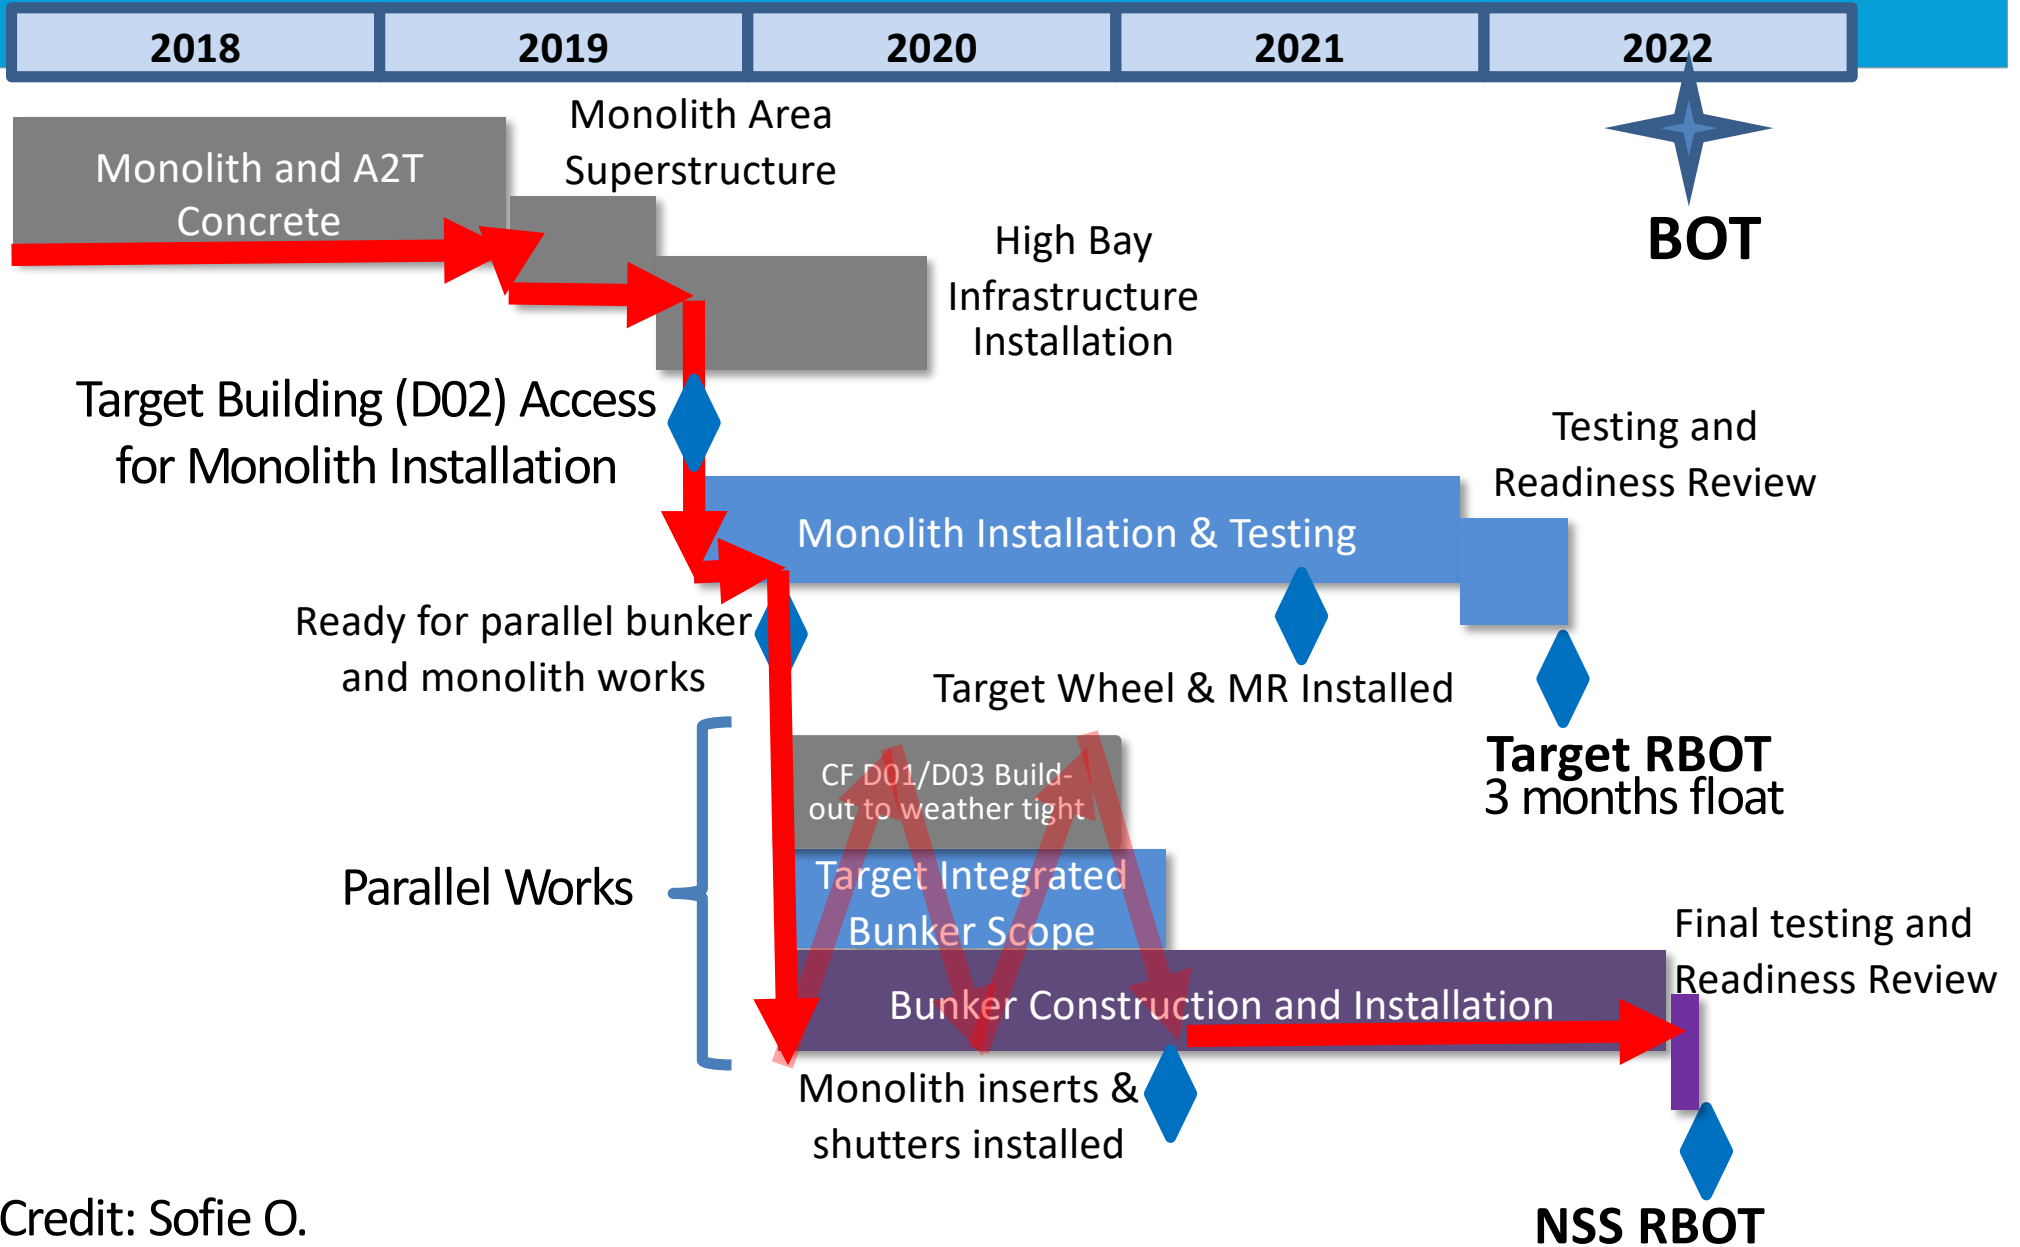 2018 2019 2020 2021 2022
Monolith Area
Superstructure
Monolith and A2T
Concrete
BOT
High Bay
Infrastructure
Installation
Target Building (D02) Access
for Monolith Installation
Testing and
Readiness Review
Monolith Installation & Testing
Ready for parallel bunker
and monolith works
Target Wheel & MR Installed
Target RBOT
3 months float
CF D01/D03 Build-
out to weather tight
Parallel Works
Target Integrated
Bunker Scope
Final testing and
Readiness Review
Bunker Construction and Installation
Monolith inserts &
shutters installed
Credit: Sofie O.
NSS RBOT